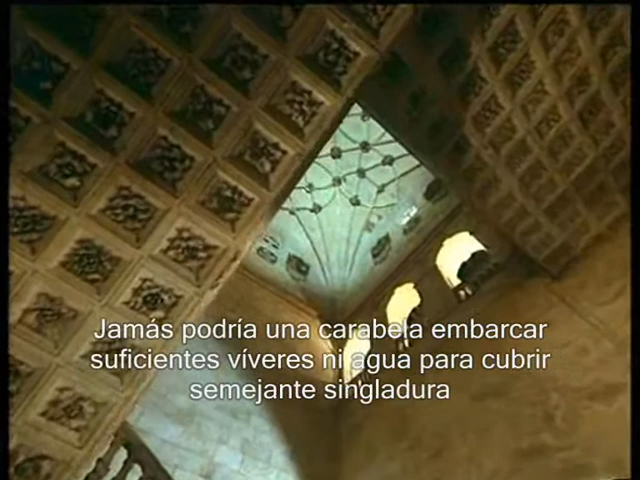 Jamás podría una carabela embarcar
suficientes víveres ni agua para cubrir
semejante singladura